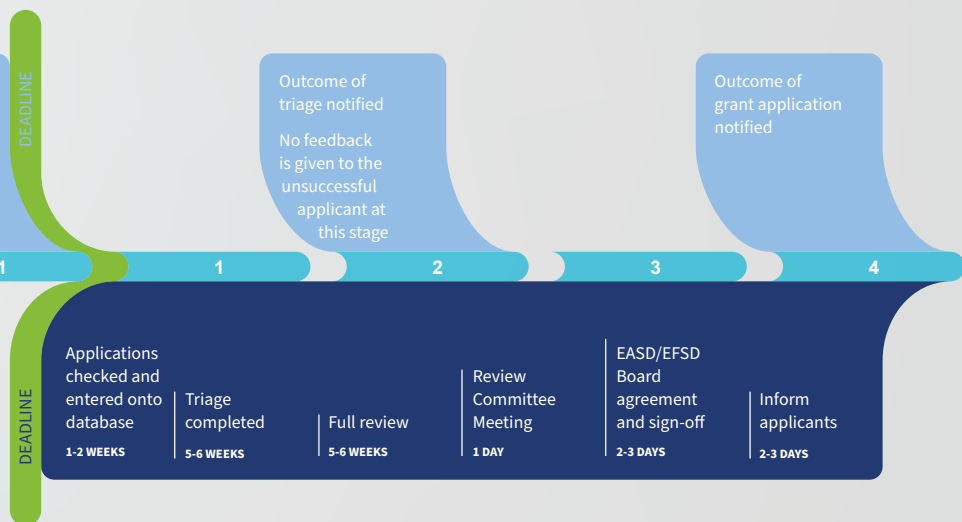 DEADLINE
Outcome of
triage notified
No feedback
is given to the
unsuccessful
applicant at
this stage
Outcome of
grant application
notified
1
1
2
3
4
DEADLINE
Applications
checked and
entered onto
database
1-2 WEEKS
Triage
completed
5-6 WEEKS
Full review
5-6 WEEKS
Review
Committee
Meeting
1 DAY
EASD/EFSD
Board
agreement
and sign-off
2-3 DAYS
Inform
applicants
2-3 DAYS